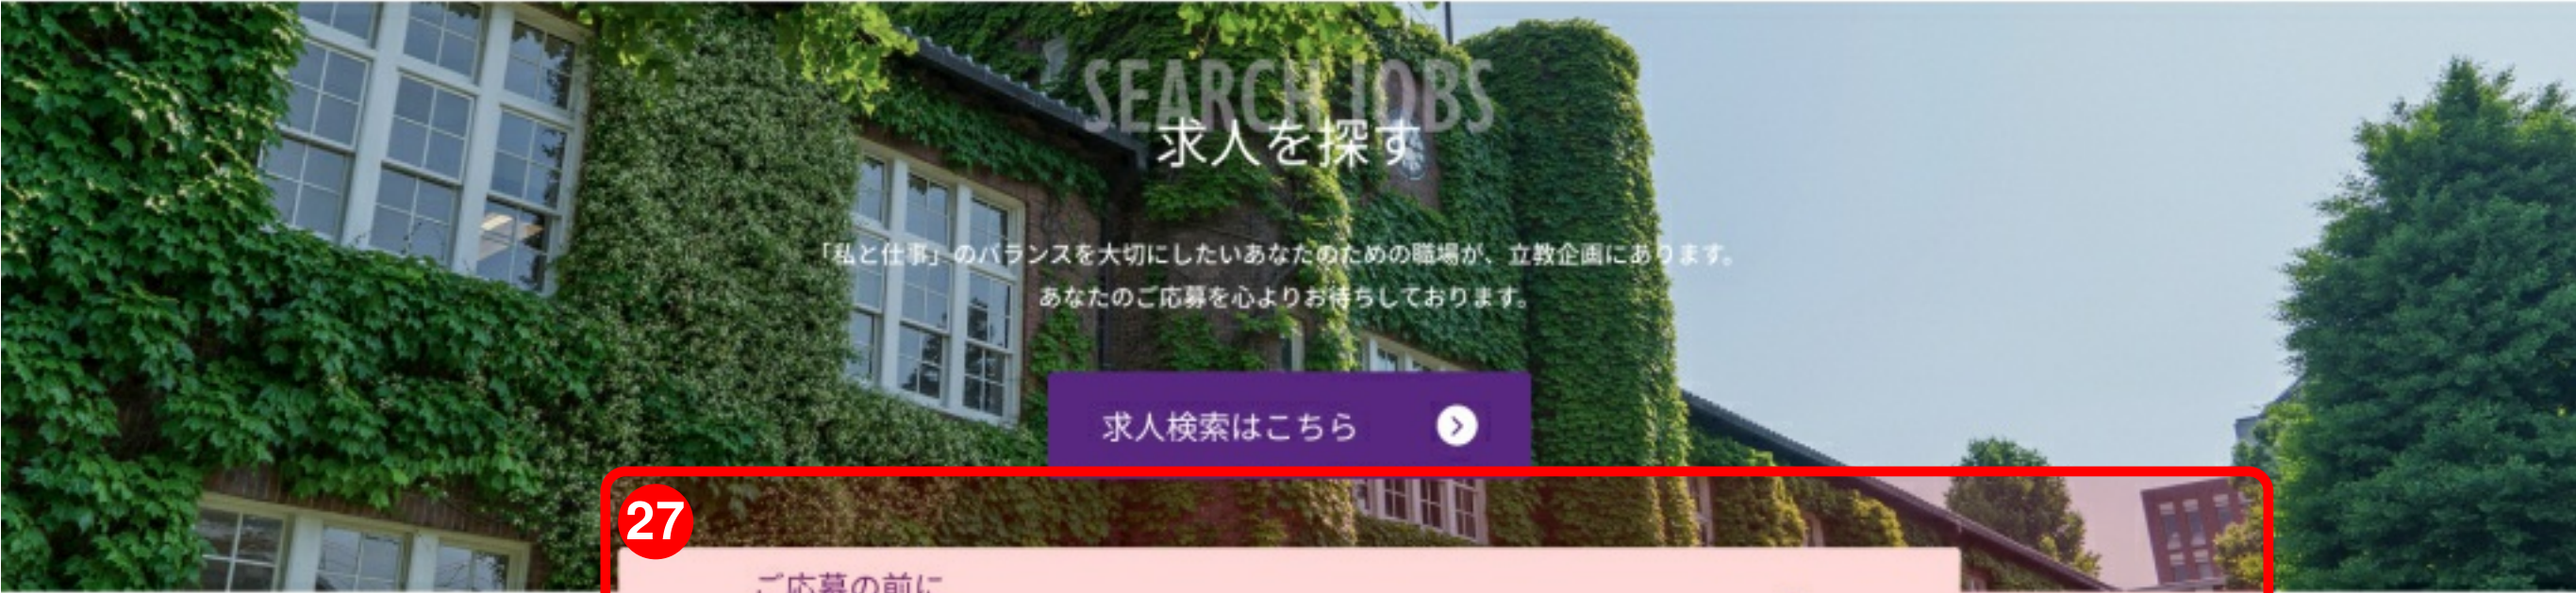 SEARCH JOBS
求人を探す
「私と仕事」のバランスを大切にしたいあなたのための職場が、立教企画にあります。
あなたのご応募を心よりお待ちしております。
求人検索はこちら
27
ご応募の前に